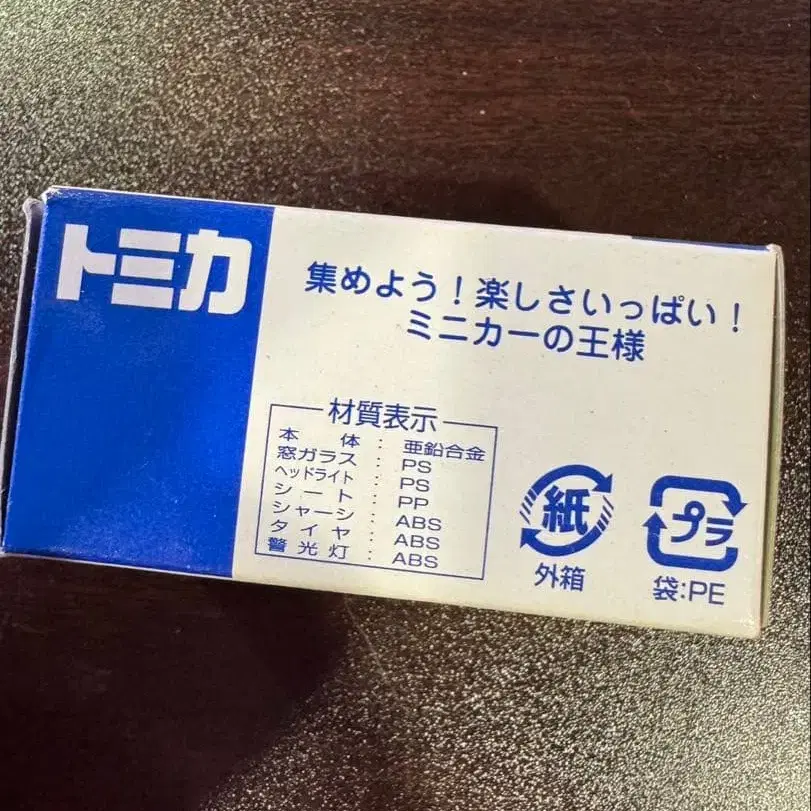 トミカ
集めよう！楽しさいっぱい！
ミニカーの王様
材質表示
本体：亜鉛合金
窓ガラス：PS
ヘッドライト：PS
シート：PP
シャーシ：ABS
タイヤ：ABS
警光灯：ABS
紙
外箱
プラ
袋:PE